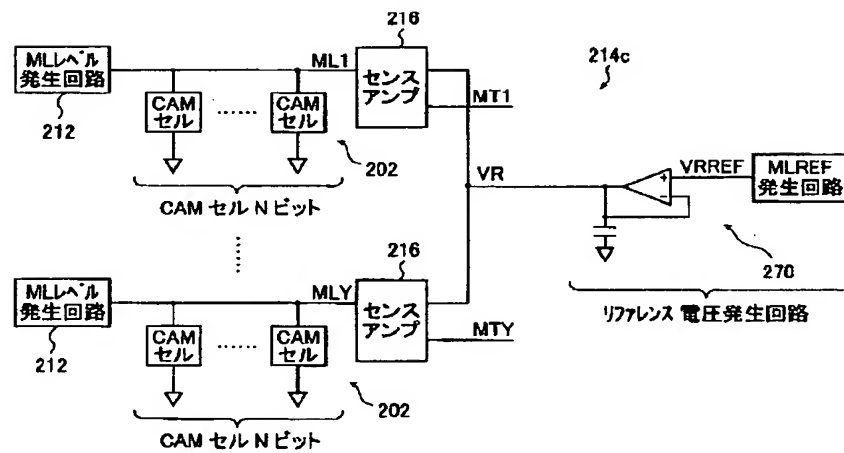 216
MLレベル
発生回路
212
ML1
センス
アンプ
MT1
214c
CAM
セル
……
CAM
セル
202
CAM セル N ビット
VR
VRREF
MLREF
発生回路
+
-
270
リファレンス 電圧発生回路
216
MLレベル
発生回路
212
MLY
センス
アンプ
MTY
CAM
セル
……
CAM
セル
202
CAM セル N ビット